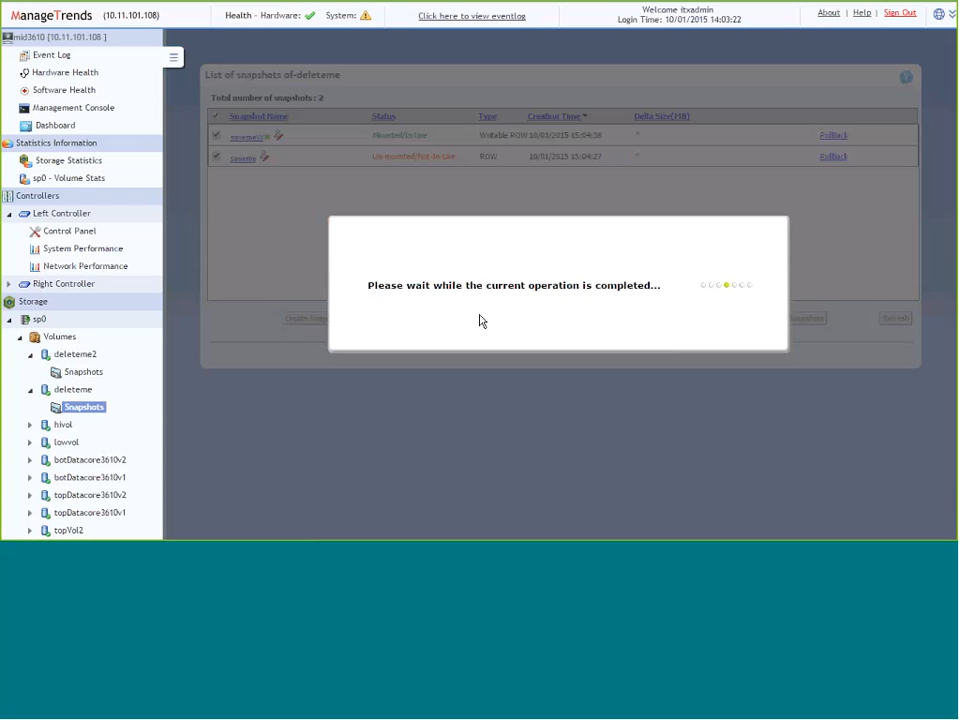 ManageTrends (10.11.101.108) Health - Hardware: System: Click here to view eventlog Welcome itxadmin About | Help | Sign Out
Login Time: 10/01/2015 14:03:22
mid3610 [10.11.101.108 ]
Event Log
Hardware Health
Software Health
Management Console
Dashboard
Statistics Information
Storage Statistics
sp0 - Volume Stats
Controllers
Left Controller
Control Panel
System Performance
Network Performance
Right Controller
Storage
sp0
Volumes
deleteme2
Snapshots
deleteme
Snapshots
hivol
lowvol
botDatacore3610v2
botDatacore3610v1
topDatacore3610v2
topDatacore3610v1
topVol2
List of snapshots of-deleteme
Total number of snapshots : 2
Snapshot Name Status Type Creation Time Delta Size(MB)
Mounted/In-Use Writable ROW 10/01/2015 15:04:38 RollBack
Un-mounted/Not-In-Use ROW 10/01/2015 15:04:27 RollBack
Please wait while the current operation is completed...
Create Snap Snapshots Refresh